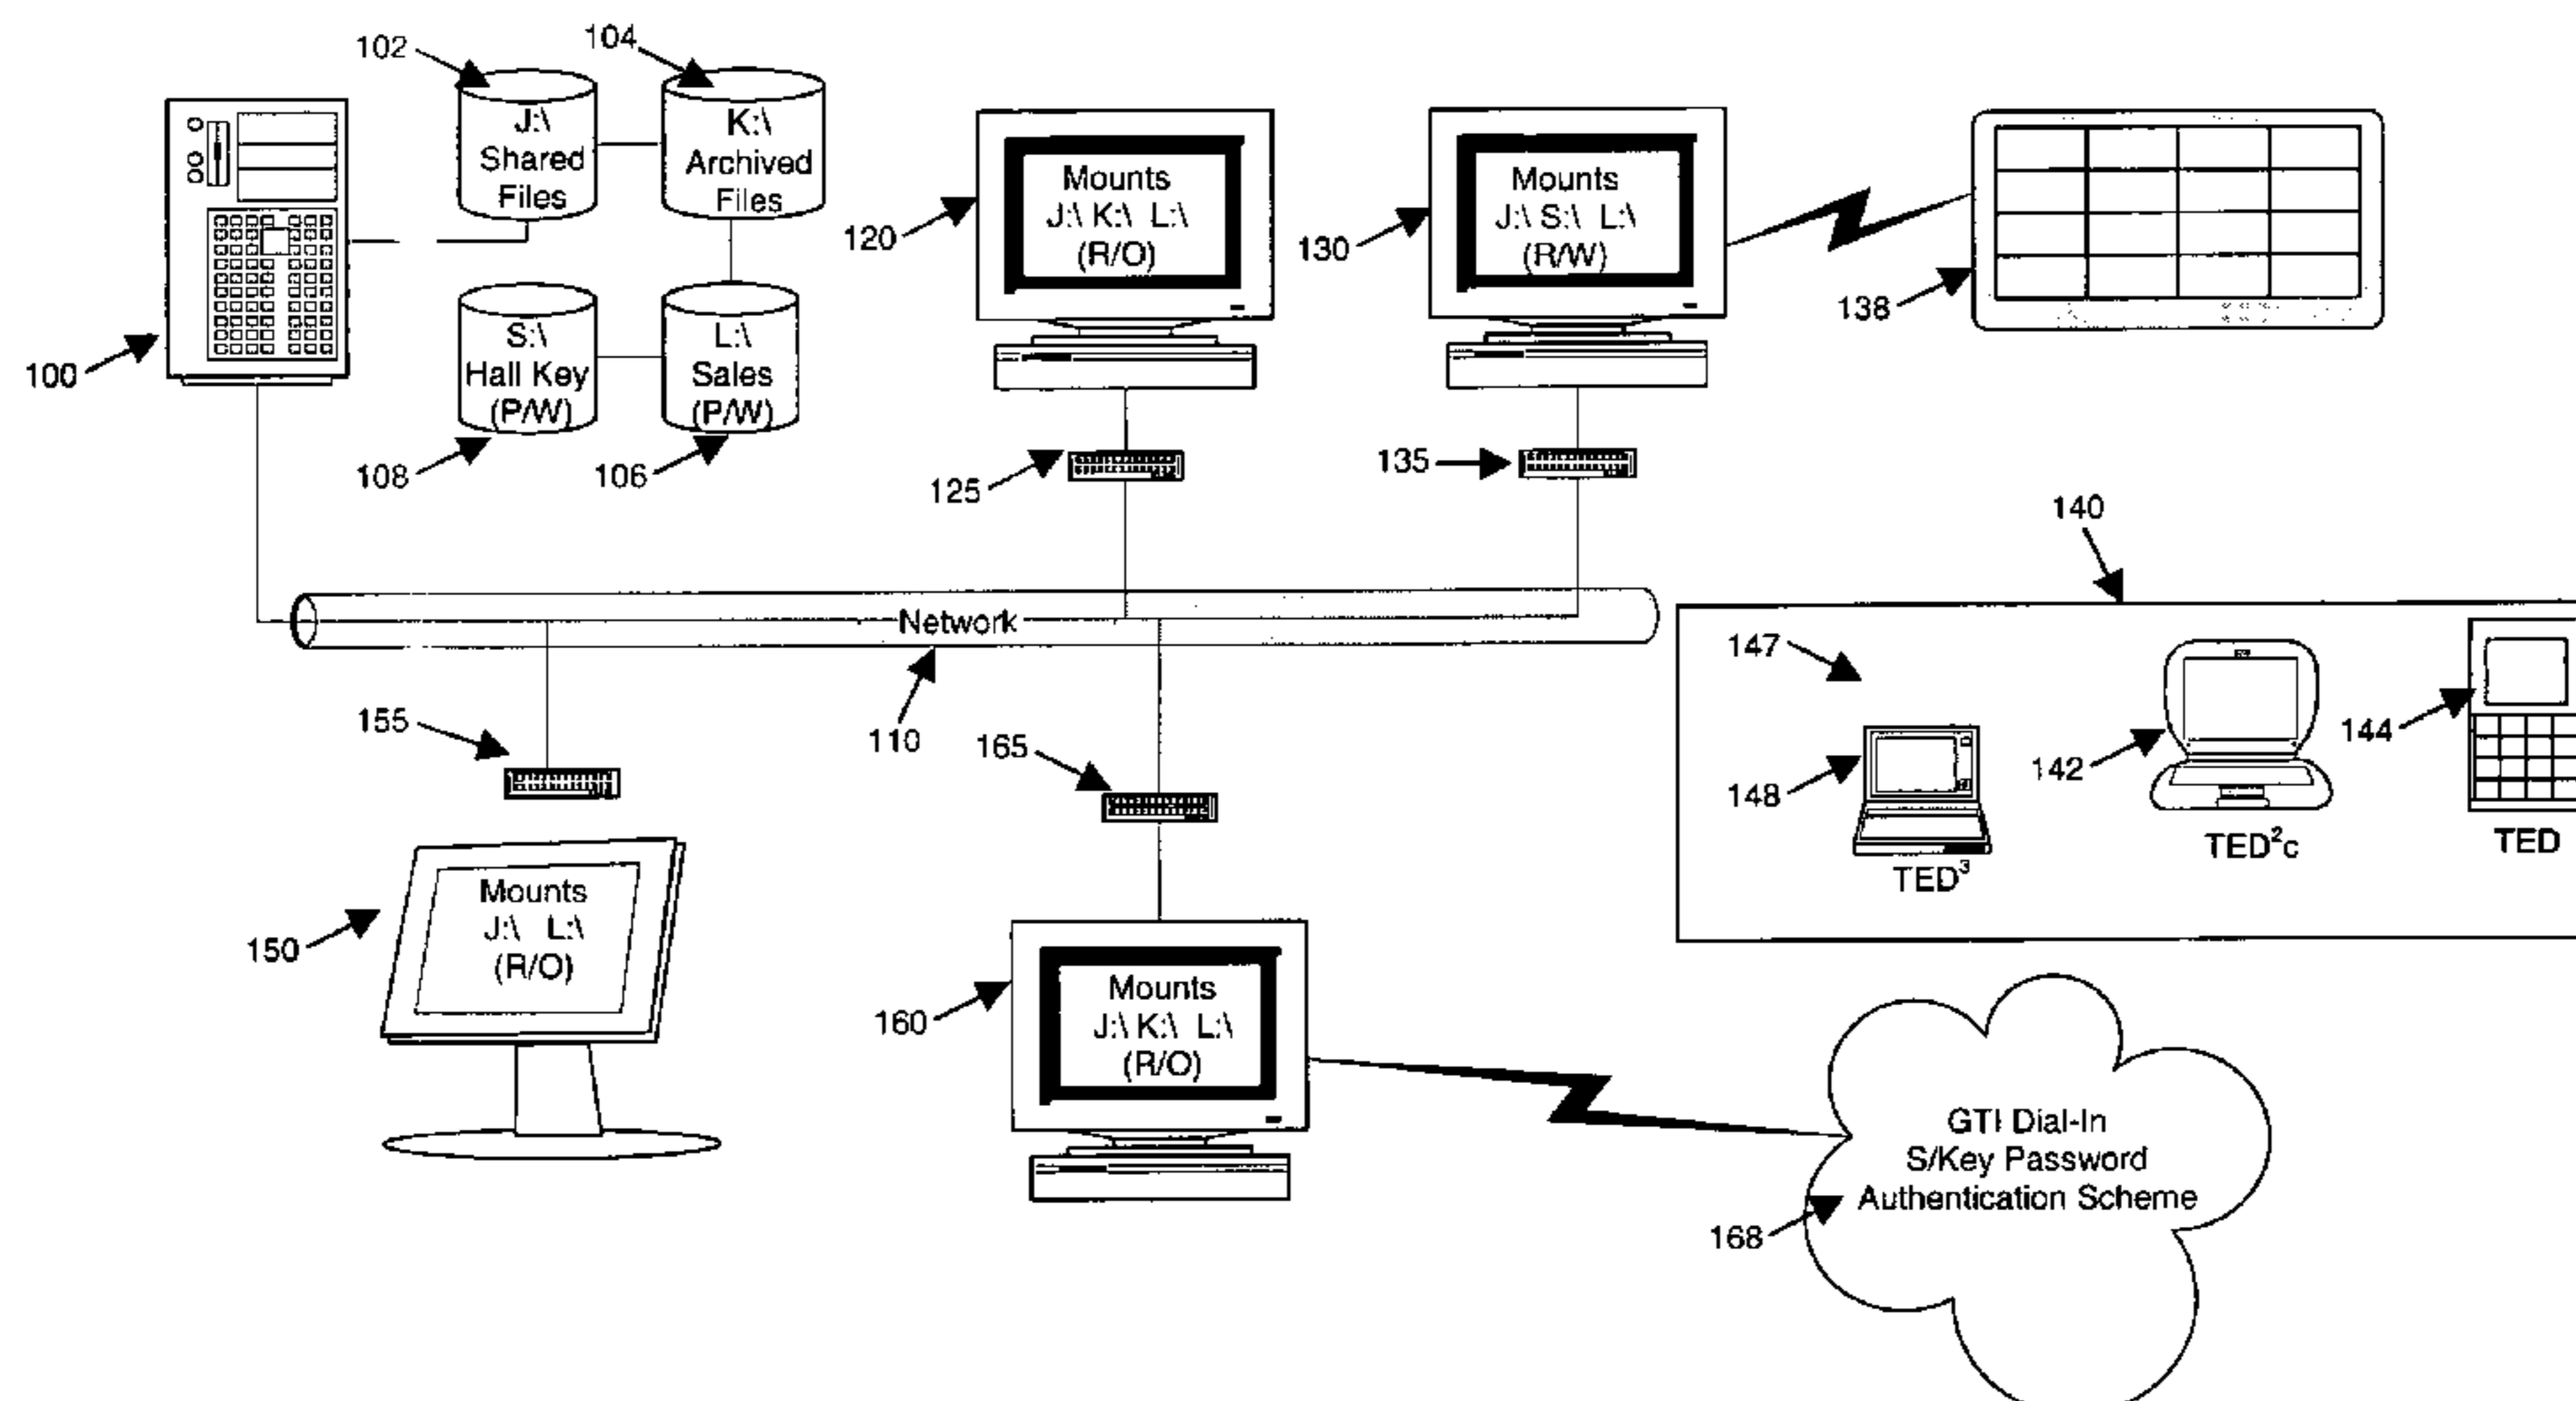 102
104
J:\
Shared
Files
K:\
Archived
Files
Mounts
J:\ K:\ L:\
(R/O)
Mounts
J:\ S:\ L:\
(R/W)
120
130
138
100
S:\
Hall Key
(P/W)
L:\
Sales
(P/W)
108
106
125
135
140
Network
110
147
155
165
148
142
144
TED³
TED²c
TED
Mounts
J:\ L:\
(R/O)
150
Mounts
J:\ K:\ L:\
(R/O)
160
GTI Dial-In
S/Key Password
Authentication Scheme
168